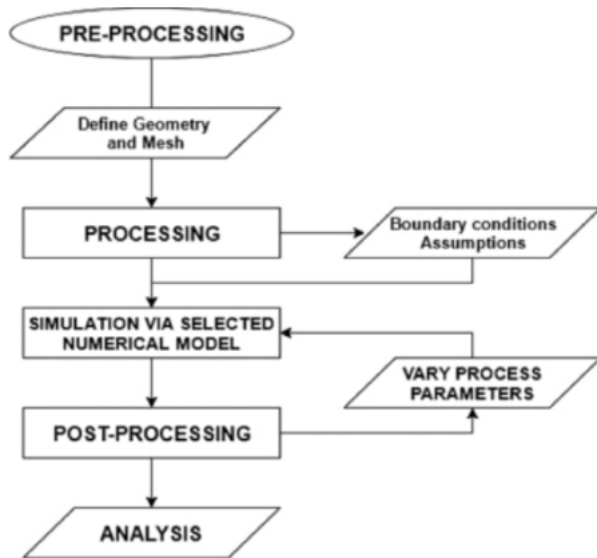 PRE-PROCESSING
Define Geometry
and Mesh
PROCESSING
Boundary conditions
Assumptions
SIMULATION VIA SELECTED
NUMERICAL MODEL
VARY PROCESS
PARAMETERS
POST-PROCESSING
ANALYSIS